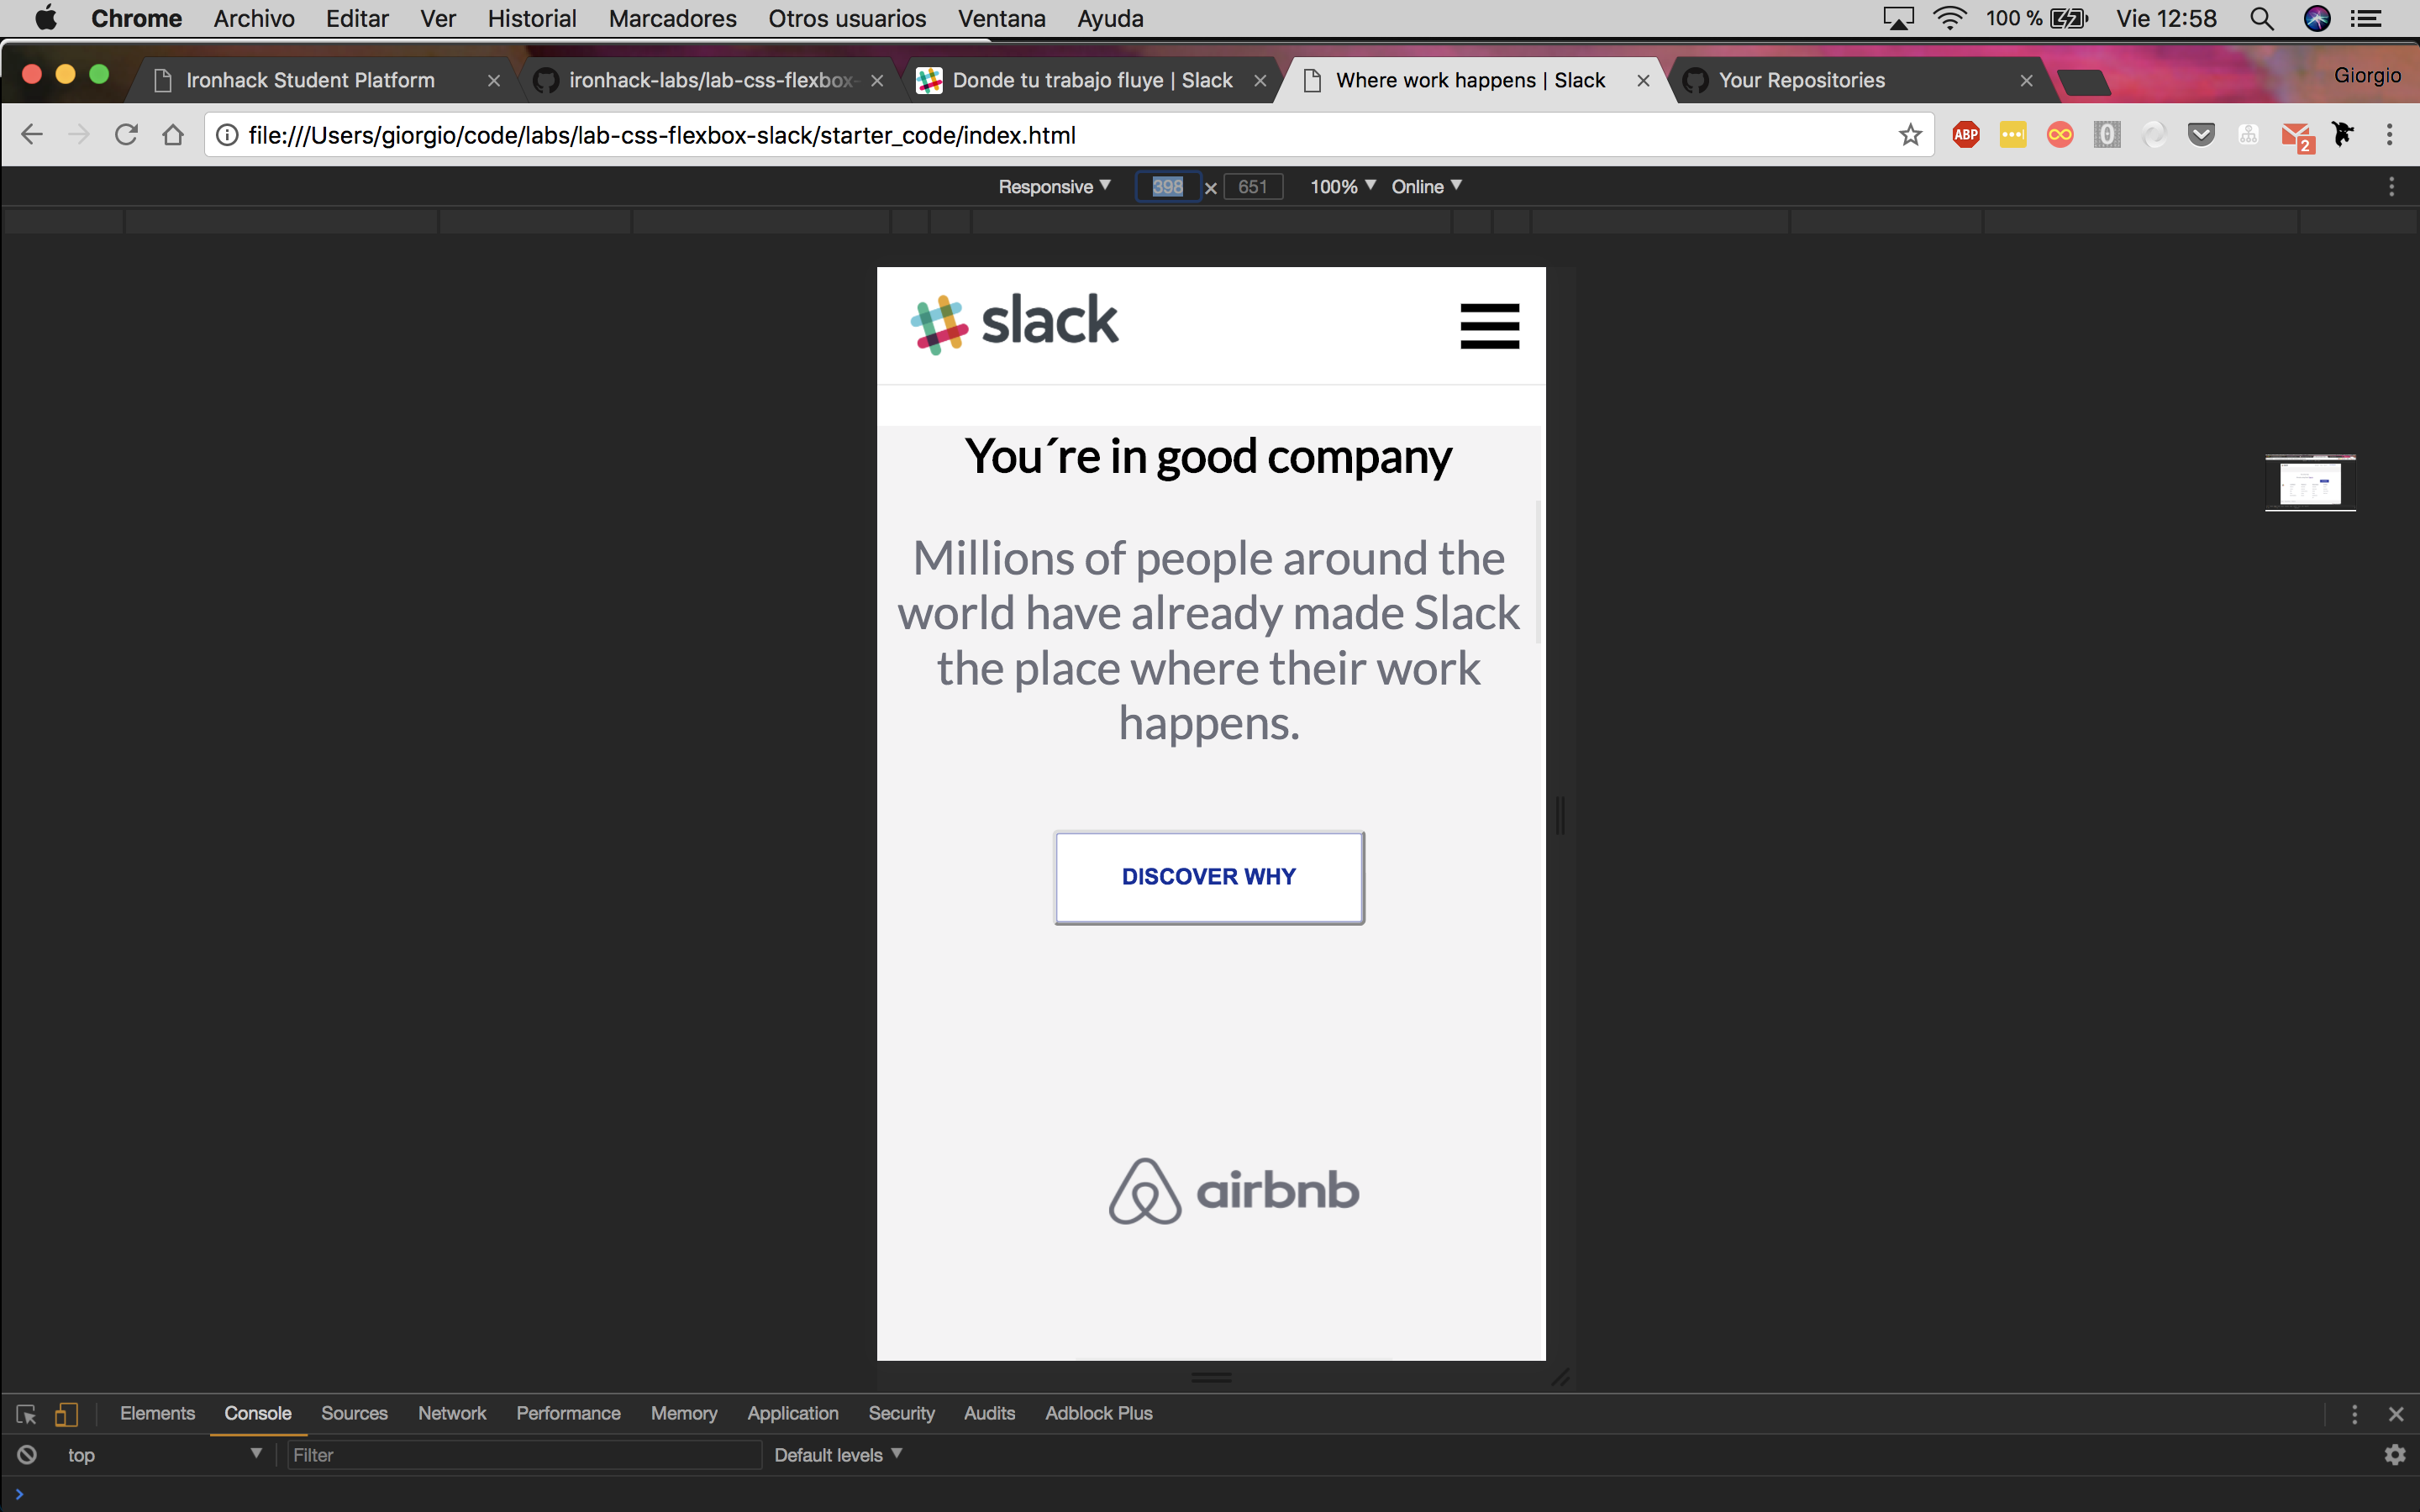 Chrome Archivo Editar Ver Historial Marcadores Otros usuarios Ventana Ayuda 100 % Vie 12:58
Ironhack Student Platform ironhack-labs/lab-css-flexbox- Donde tu trabajo fluye | Slack Where work happens | Slack Your Repositories Giorgio
file:///Users/giorgio/code/labs/lab-css-flexbox-slack/starter_code/index.html ABP 0 2
Responsive 398 × 651 100% Online
slack
You´re in good company
Millions of people around the
world have already made Slack
the place where their work
happens.
DISCOVER WHY
airbnb
Elements Console Sources Network Performance Memory Application Security Audits Adblock Plus
top Filter Default levels